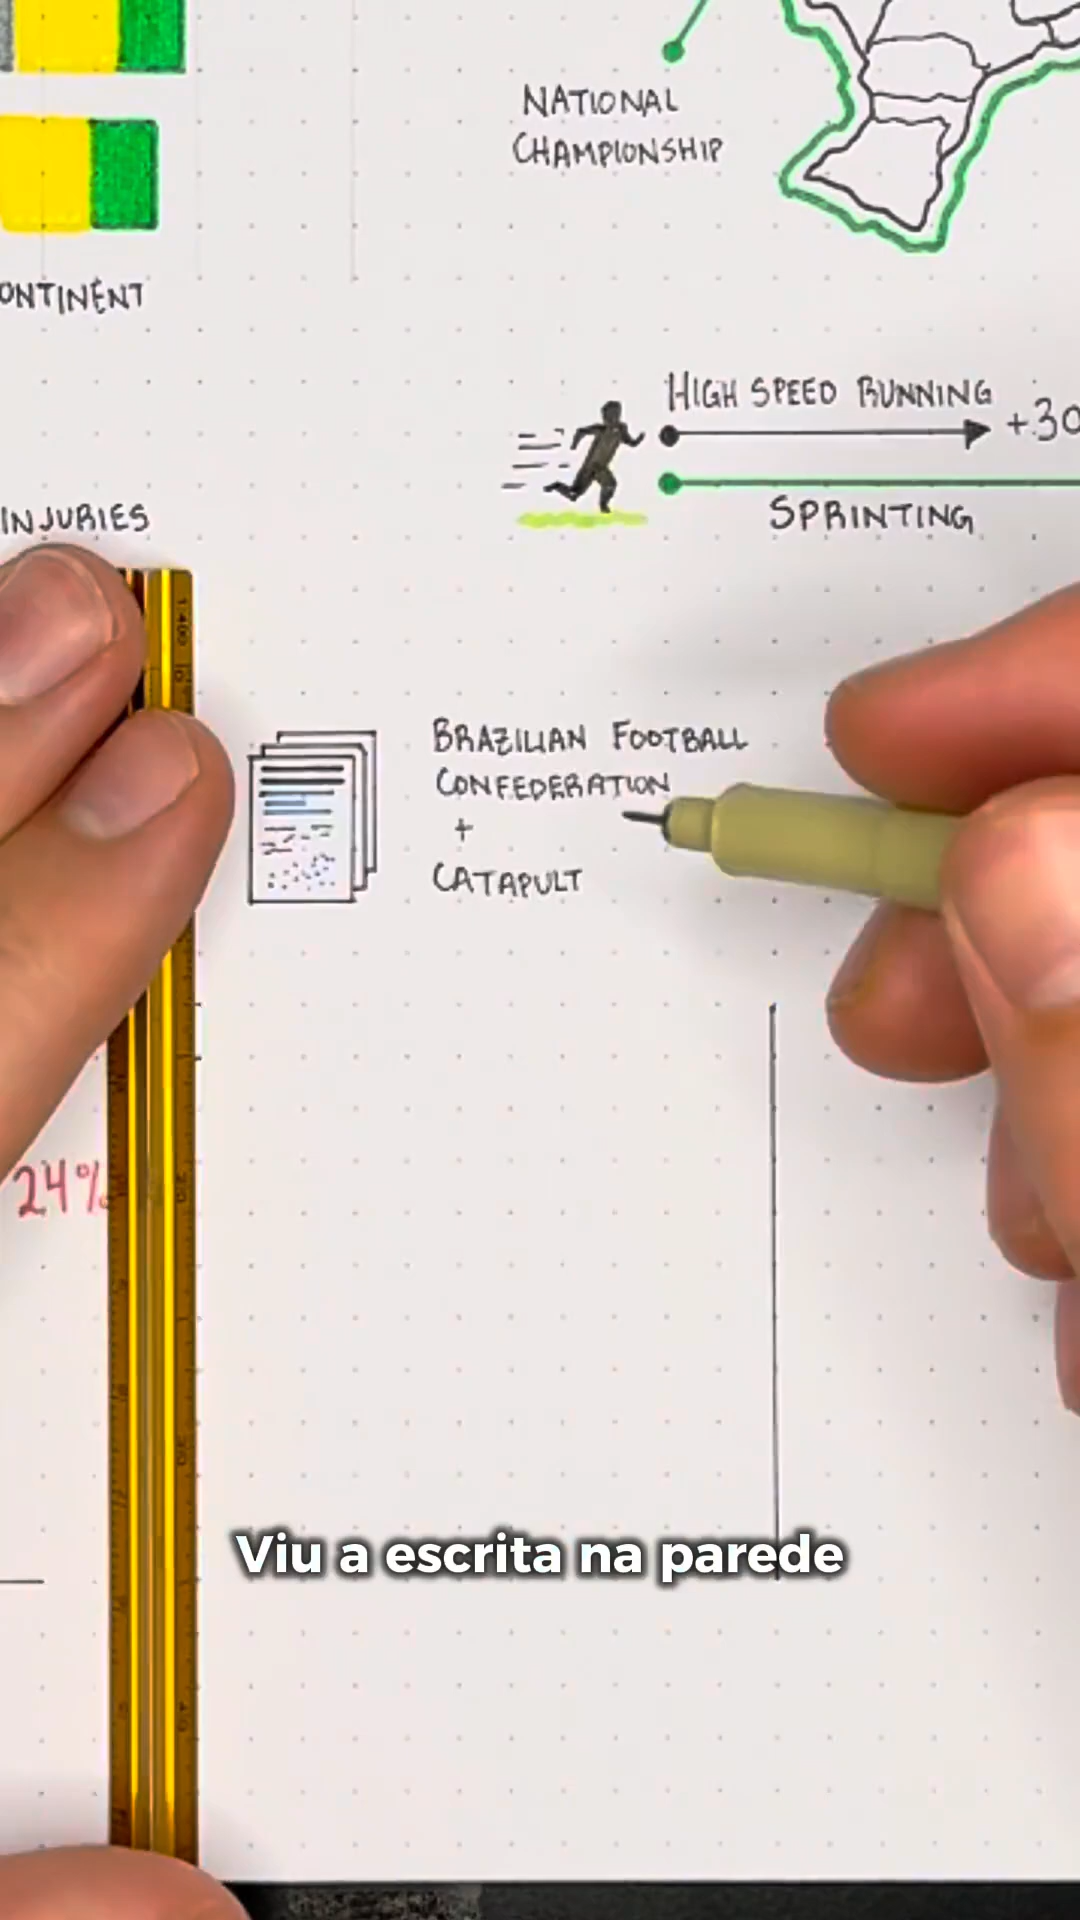 NATIONAL
CHAMPIONSHIP
ONTINENT
HIGH SPEED RUNNING
+30
SPRINTING
INJURIES
BRAZILIAN FOOTBALL
CONFEDERATION
+
CATAPULT
24%
Viu a escrita na parede